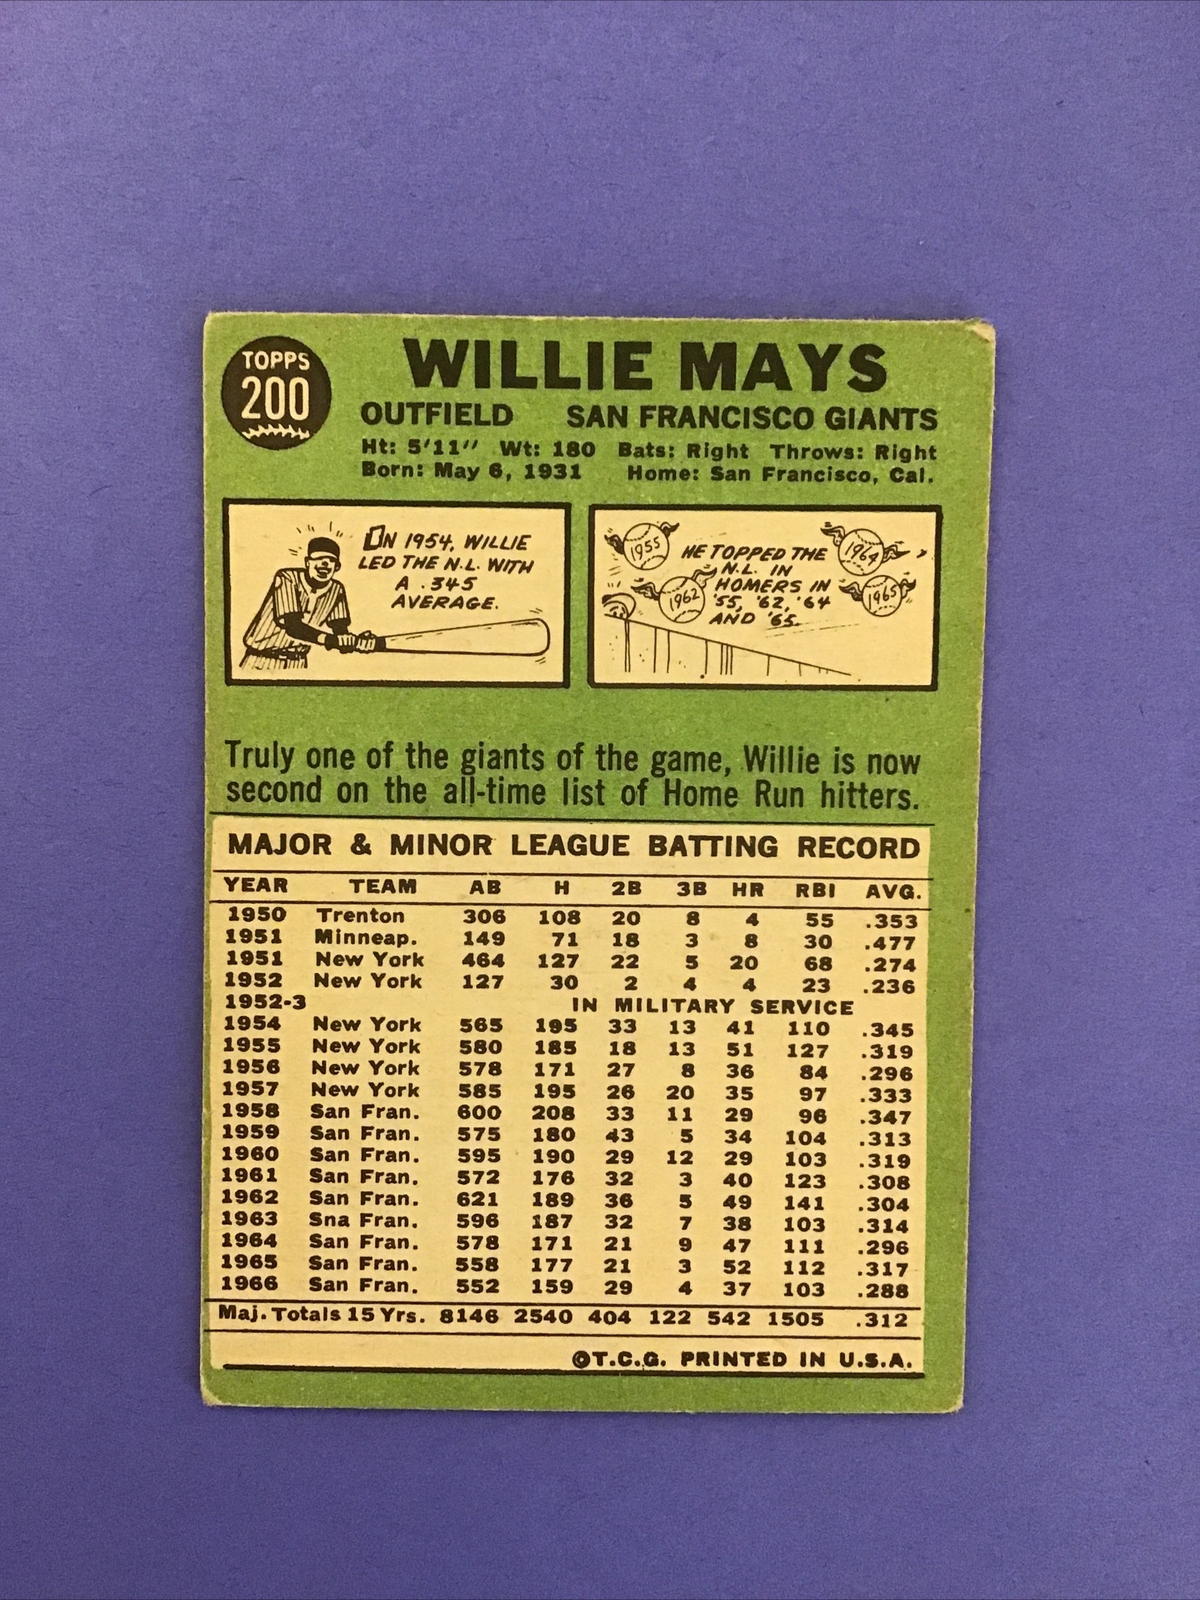 TOPPS
200
WILLIE MAYS
OUTFIELD SAN FRANCISCO GIANTS
Ht: 5'11" Wt: 180 Bats: Right Throws: Right
Born: May 6, 1931 Home: San Francisco, Cal.
IN 1954, WILLIE
LED THE N.L. WITH
A .345
AVERAGE.
1955
1962
1964
1965
HE TOPPED THE
N.L. IN
HOMERS IN
'55, '62, '64
AND '65.
Truly one of the giants of the game, Willie is now
second on the all-time list of Home Run hitters.
MAJOR & MINOR LEAGUE BATTING RECORD
YEAR TEAM AB H 2B 3B HR RBI AVG.
1950 Trenton 306 108 20 8 4 55 .353
1951 Minneap. 149 71 18 3 8 30 .477
1951 New York 464 127 22 5 20 68 .274
1952 New York 127 30 2 4 4 23 .236
1952-3 IN MILITARY SERVICE
1954 New York 565 195 33 13 41 110 .345
1955 New York 580 185 18 13 51 127 .319
1956 New York 578 171 27 8 36 84 .296
1957 New York 585 195 26 20 35 97 .333
1958 San Fran. 600 208 33 11 29 96 .347
1959 San Fran. 575 180 43 5 34 104 .313
1960 San Fran. 595 190 29 12 29 103 .319
1961 San Fran. 572 176 32 3 40 123 .308
1962 San Fran. 621 189 36 5 49 141 .304
1963 Sna Fran. 596 187 32 7 38 103 .314
1964 San Fran. 578 171 21 9 47 111 .296
1965 San Fran. 558 177 21 3 52 112 .317
1966 San Fran. 552 159 29 4 37 103 .288
Maj. Totals 15 Yrs. 8146 2540 404 122 542 1505 .312
©T.C.G. PRINTED IN U.S.A.